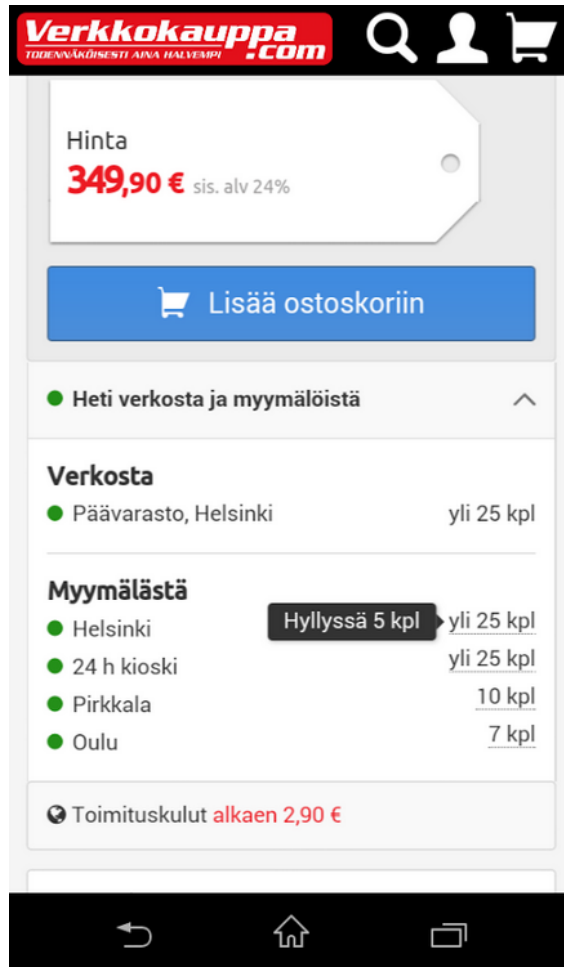 Verkkokauppa
.com
TODENNÄKÖISESTI AINA HALVEMPI
Hinta
349,90 € sis. alv 24%
Lisää ostoskoriin
Heti verkosta ja myymälöistä
Verkosta
Päävarasto, Helsinki yli 25 kpl
Myymälästä
Helsinki Hyllyssä 5 kpl yli 25 kpl
24 h kioski yli 25 kpl
Pirkkala 10 kpl
Oulu 7 kpl
Toimituskulut alkaen 2,90 €